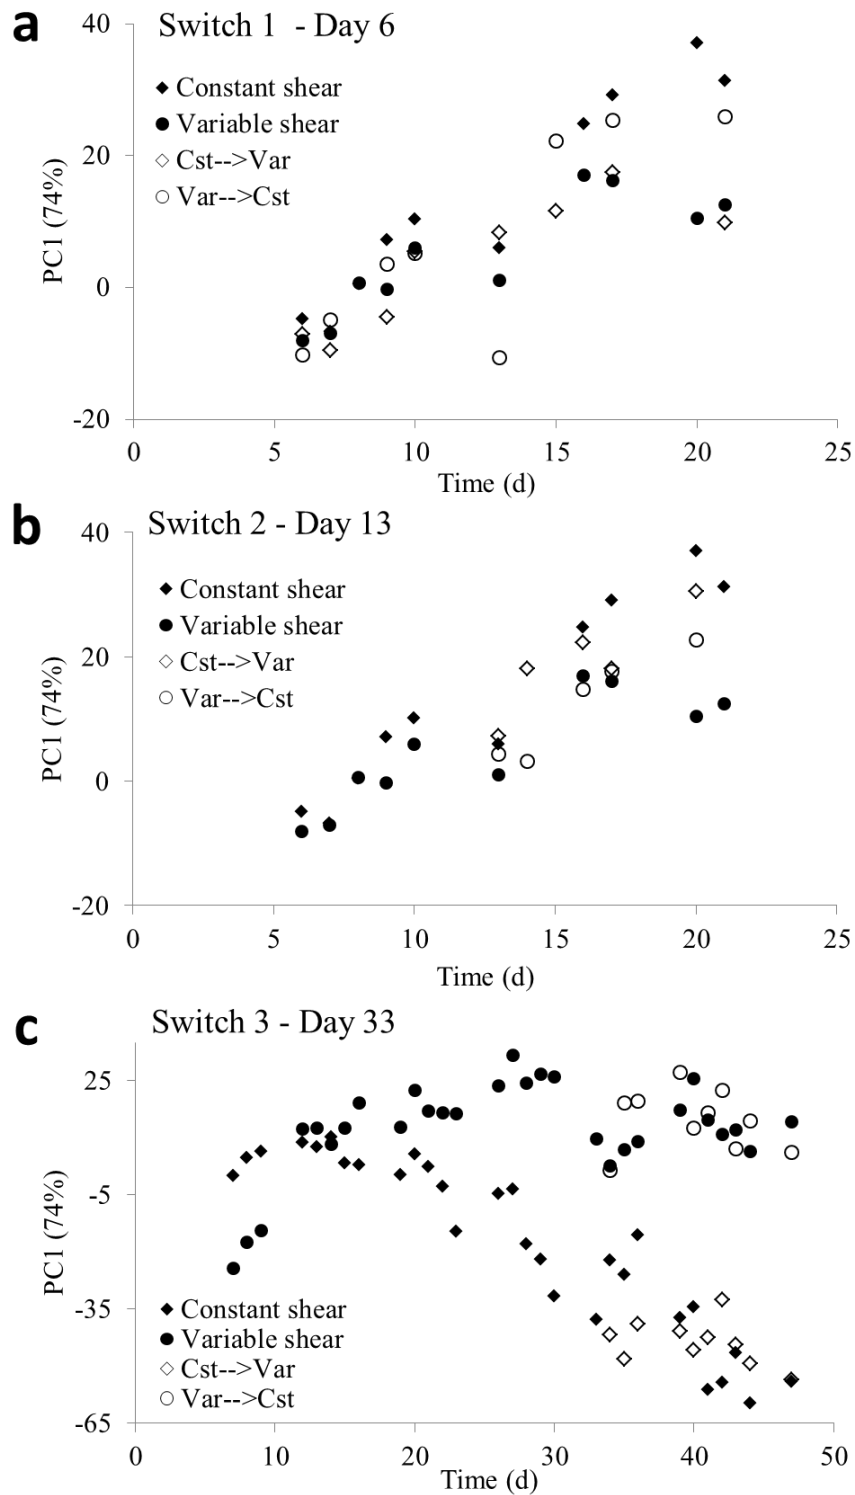 a
Switch 1 - Day 6
Constant shear
Variable shear
Cst-->Var
Var-->Cst
PC1 (74%)
40
20
0
-20
0 5 10 15 20 25
Time (d)
b
Switch 2 - Day 13
Constant shear
Variable shear
Cst-->Var
Var-->Cst
PC1 (74%)
40
20
0
-20
0 5 10 15 20 25
Time (d)
c
Switch 3 - Day 33
PC1 (74%)
25
-5
-35
-65
Constant shear
Variable shear
Cst-->Var
Var-->Cst
0 10 20 30 40 50
Time (d)